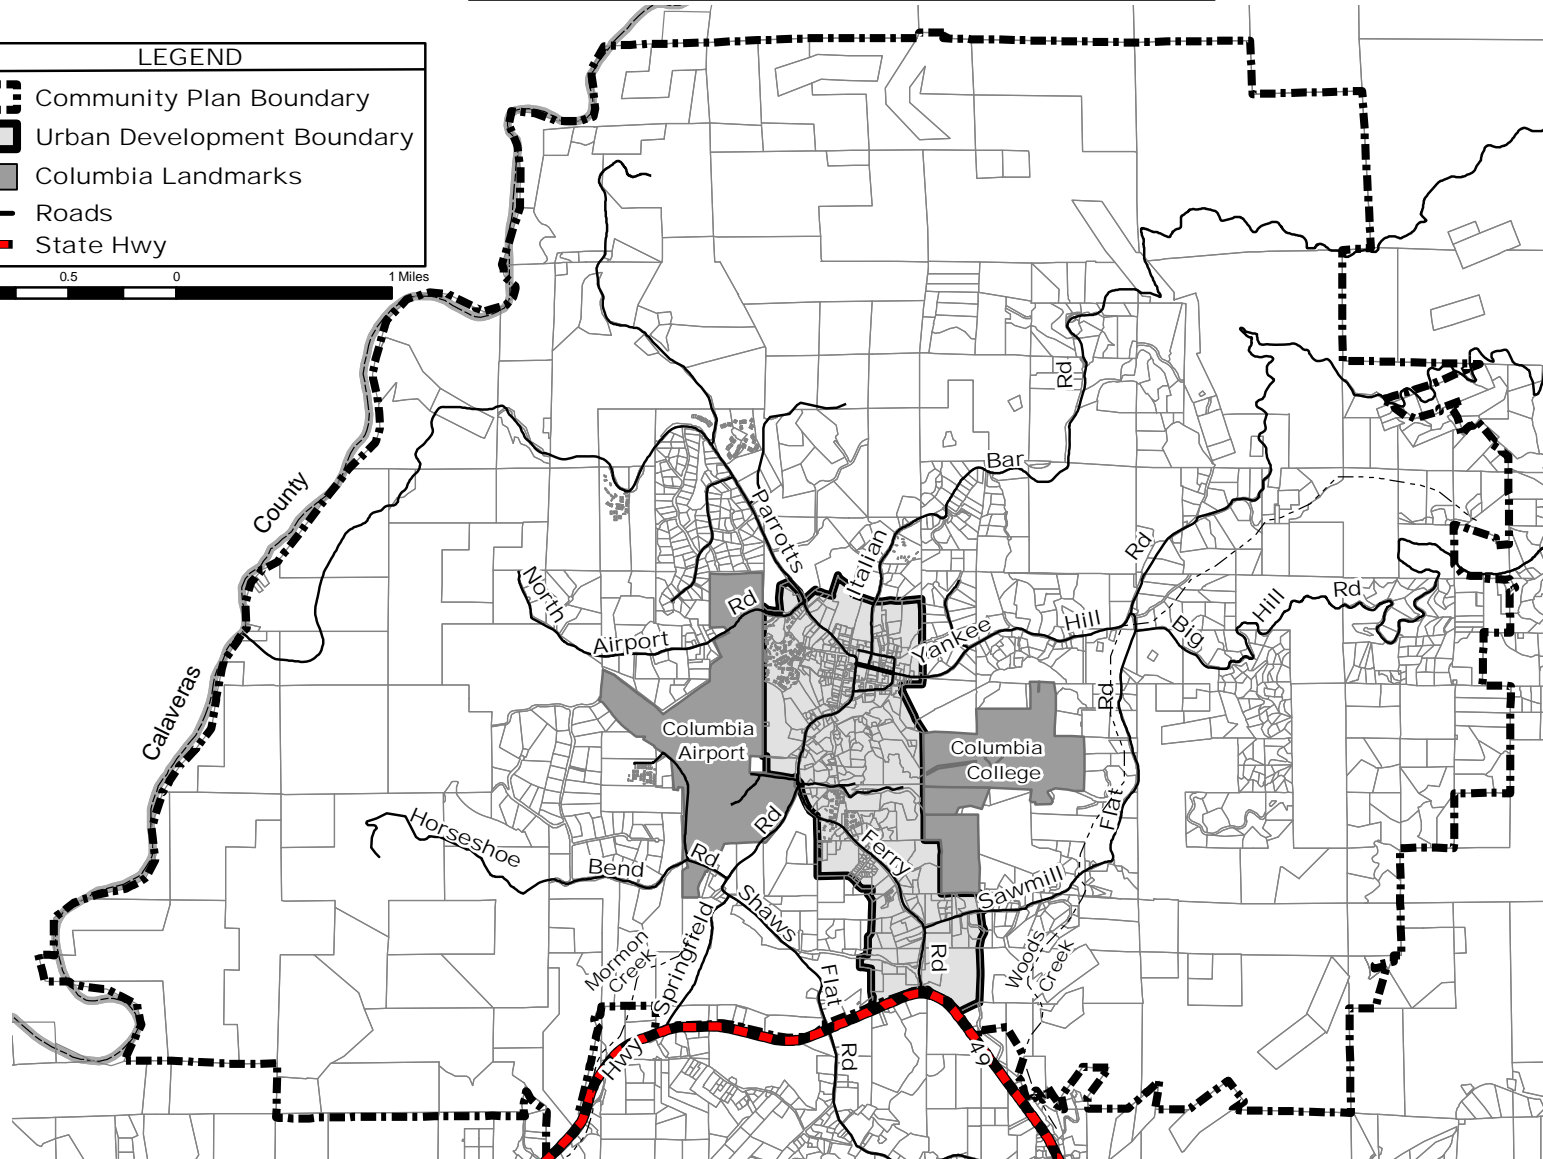 LEGEND
Community Plan Boundary
Urban Development Boundary
Columbia Landmarks
Roads
State Hwy
0.5 0 1 Miles
Rd
Bar
County
Parrotts
Italian
Rd
North
Rd
Airport
Yankee
Hill
Big
Hill
Rd
Calaveras
Rd
Columbia
Airport
Columbia
College
Flat
Horseshoe
Bend
Rd
Rd
Ferry
Sawmill
Shaws
Springfield
Mormon
Creek
Flat
Rd
Woods
Creek
Hwy
Rd
49